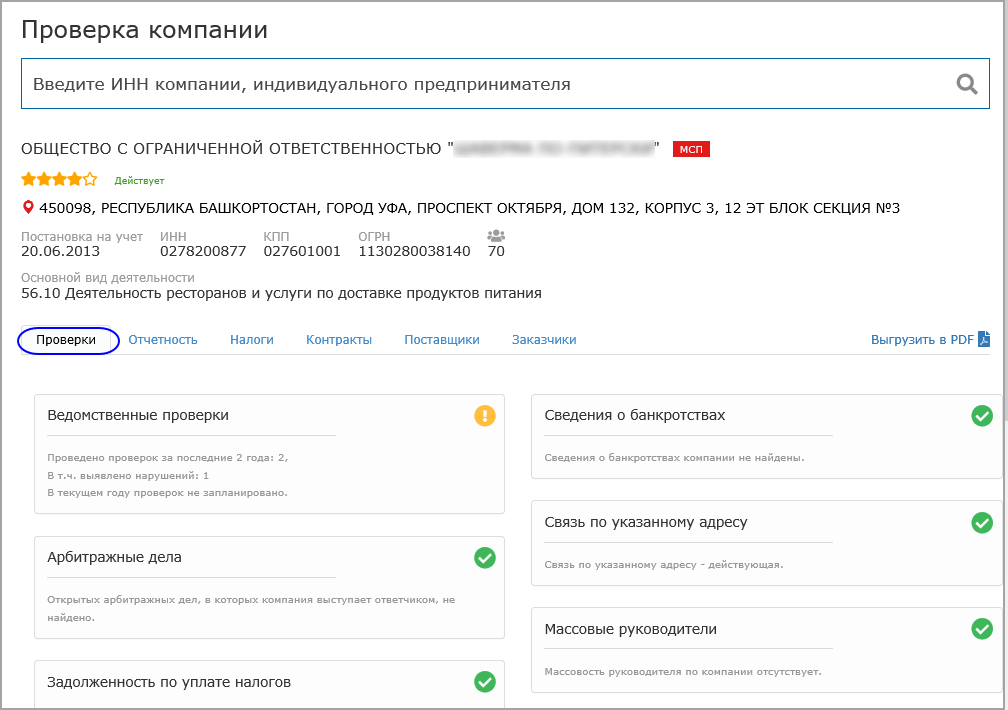 Проверка компании
Введите ИНН компании, индивидуального предпринимателя
ОБЩЕСТВО С ОГРАНИЧЕННОЙ ОТВЕТСТВЕННОСТЬЮ " " МСП
Действует
450098, РЕСПУБЛИКА БАШКОРТОСТАН, ГОРОД УФА, ПРОСПЕКТ ОКТЯБРЯ, ДОМ 132, КОРПУС 3, 12 ЭТ БЛОК СЕКЦИЯ №3
Постановка на учет ИНН КПП ОГРН
20.06.2013 0278200877 027601001 1130280038140 70
Основной вид деятельности
56.10 Деятельность ресторанов и услуги по доставке продуктов питания
Проверки Отчетность Налоги Контракты Поставщики Заказчики Выгрузить в PDF
Ведомственные проверки
Проведено проверок за последние 2 года: 2,
В т.ч. выявлено нарушений: 1
В текущем году проверок не запланировано.
Арбитражные дела
Открытых арбитражных дел, в которых компания выступает ответчиком, не
найдено.
Задолженность по уплате налогов
Сведения о банкротствах
Сведения о банкротствах компании не найдены.
Связь по указанному адресу
Связь по указанному адресу - действующая.
Массовые руководители
Массовость руководителя по компании отсутствует.